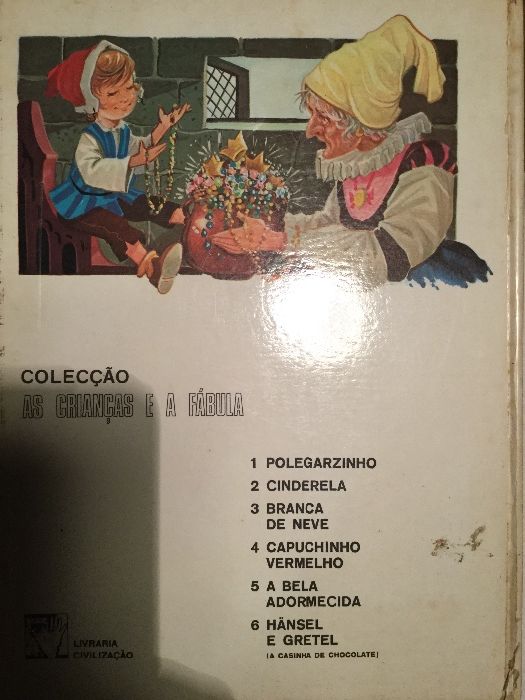 COLECÇÃO
AS CRIANÇAS E A FÁBULA
1 POLEGARZINHO
2 CINDERELA
3 BRANCA
DE NEVE
4 CAPUCHINHO
VERMELHO
5 A BELA
ADORMECIDA
6 HÄNSEL
E GRETEL
(A CASINHA DE CHOCOLATE)
LIVRARIA
CIVILIZAÇÃO